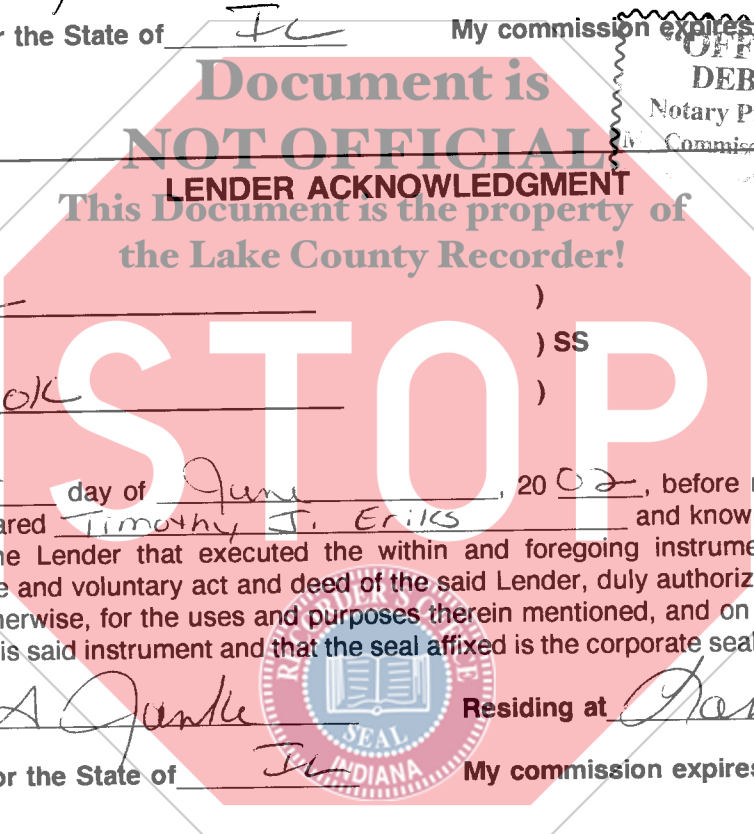 r the State of IL My commission expires
OFF
DEB
Document is
Notary P
NOT OFFICIAL!
Commiss
LENDER ACKNOWLEDGMENT
This Document is the property of
the Lake County Recorder!
)
) SS
OK )
STOP
day of June, 20 02, before
ared Timothy J. Eriks and know
he Lender that executed the within and foregoing instrume
e and voluntary act and deed of the said Lender, duly authoriz
herwise, for the uses and purposes therein mentioned, and on
is said instrument and that the seal affixed is the corporate seal
RECORDER'S OFFICE
SEAL
INDIANA
A Junke Residing at
or the State of IL My commission expires